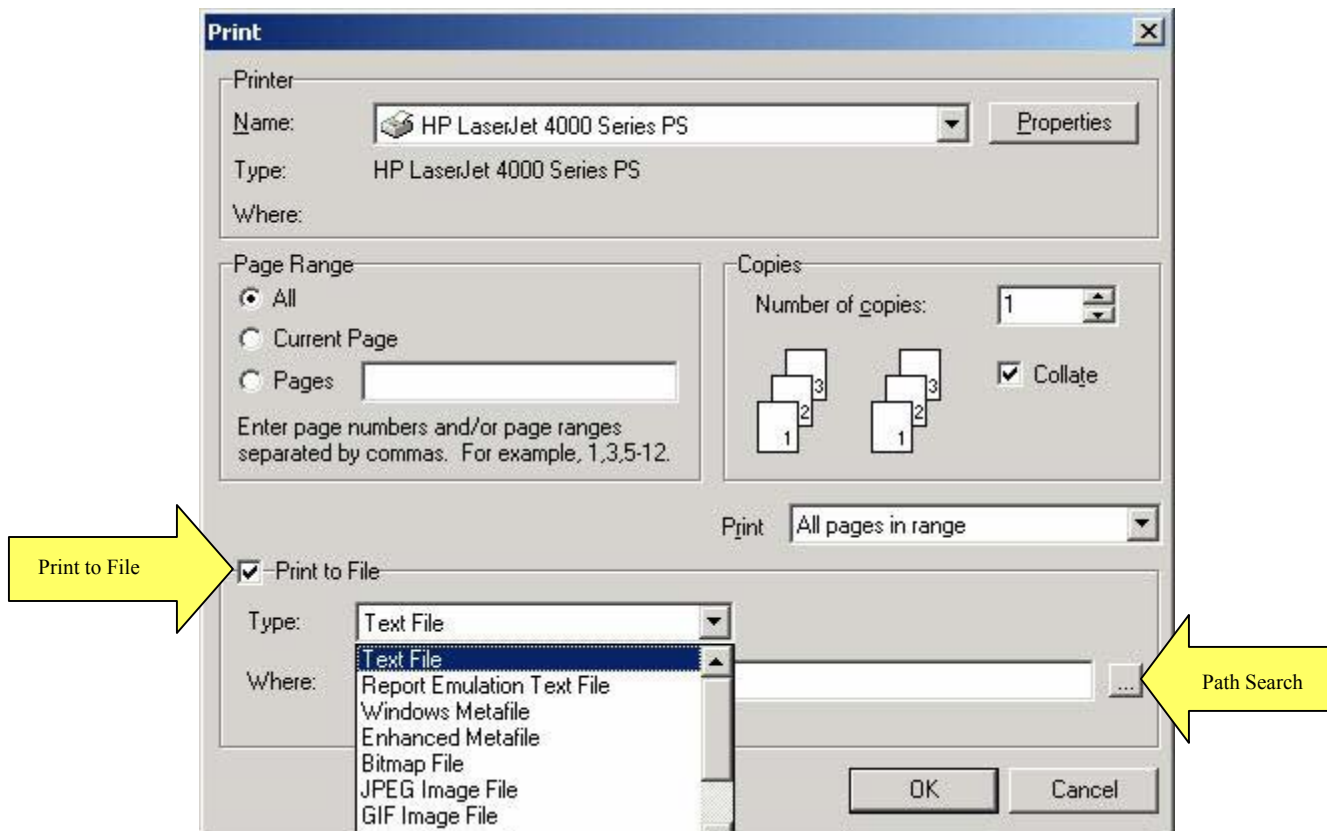 Print
Printer
Name: HP LaserJet 4000 Series PS Properties
Type: HP LaserJet 4000 Series PS
Where:
Page Range
All
Current Page
Pages
Enter page numbers and/or page ranges
separated by commas. For example, 1,3,5-12.
Copies
Number of copies: 1
1 2 3 1 2 3
Collate
Print All pages in range
Print to File
Print to File
Type: Text File
Where:
Text File
Report Emulation Text File
Windows Metafile
Enhanced Metafile
Bitmap File
JPEG Image File
GIF Image File
...
Path Search
OK Cancel